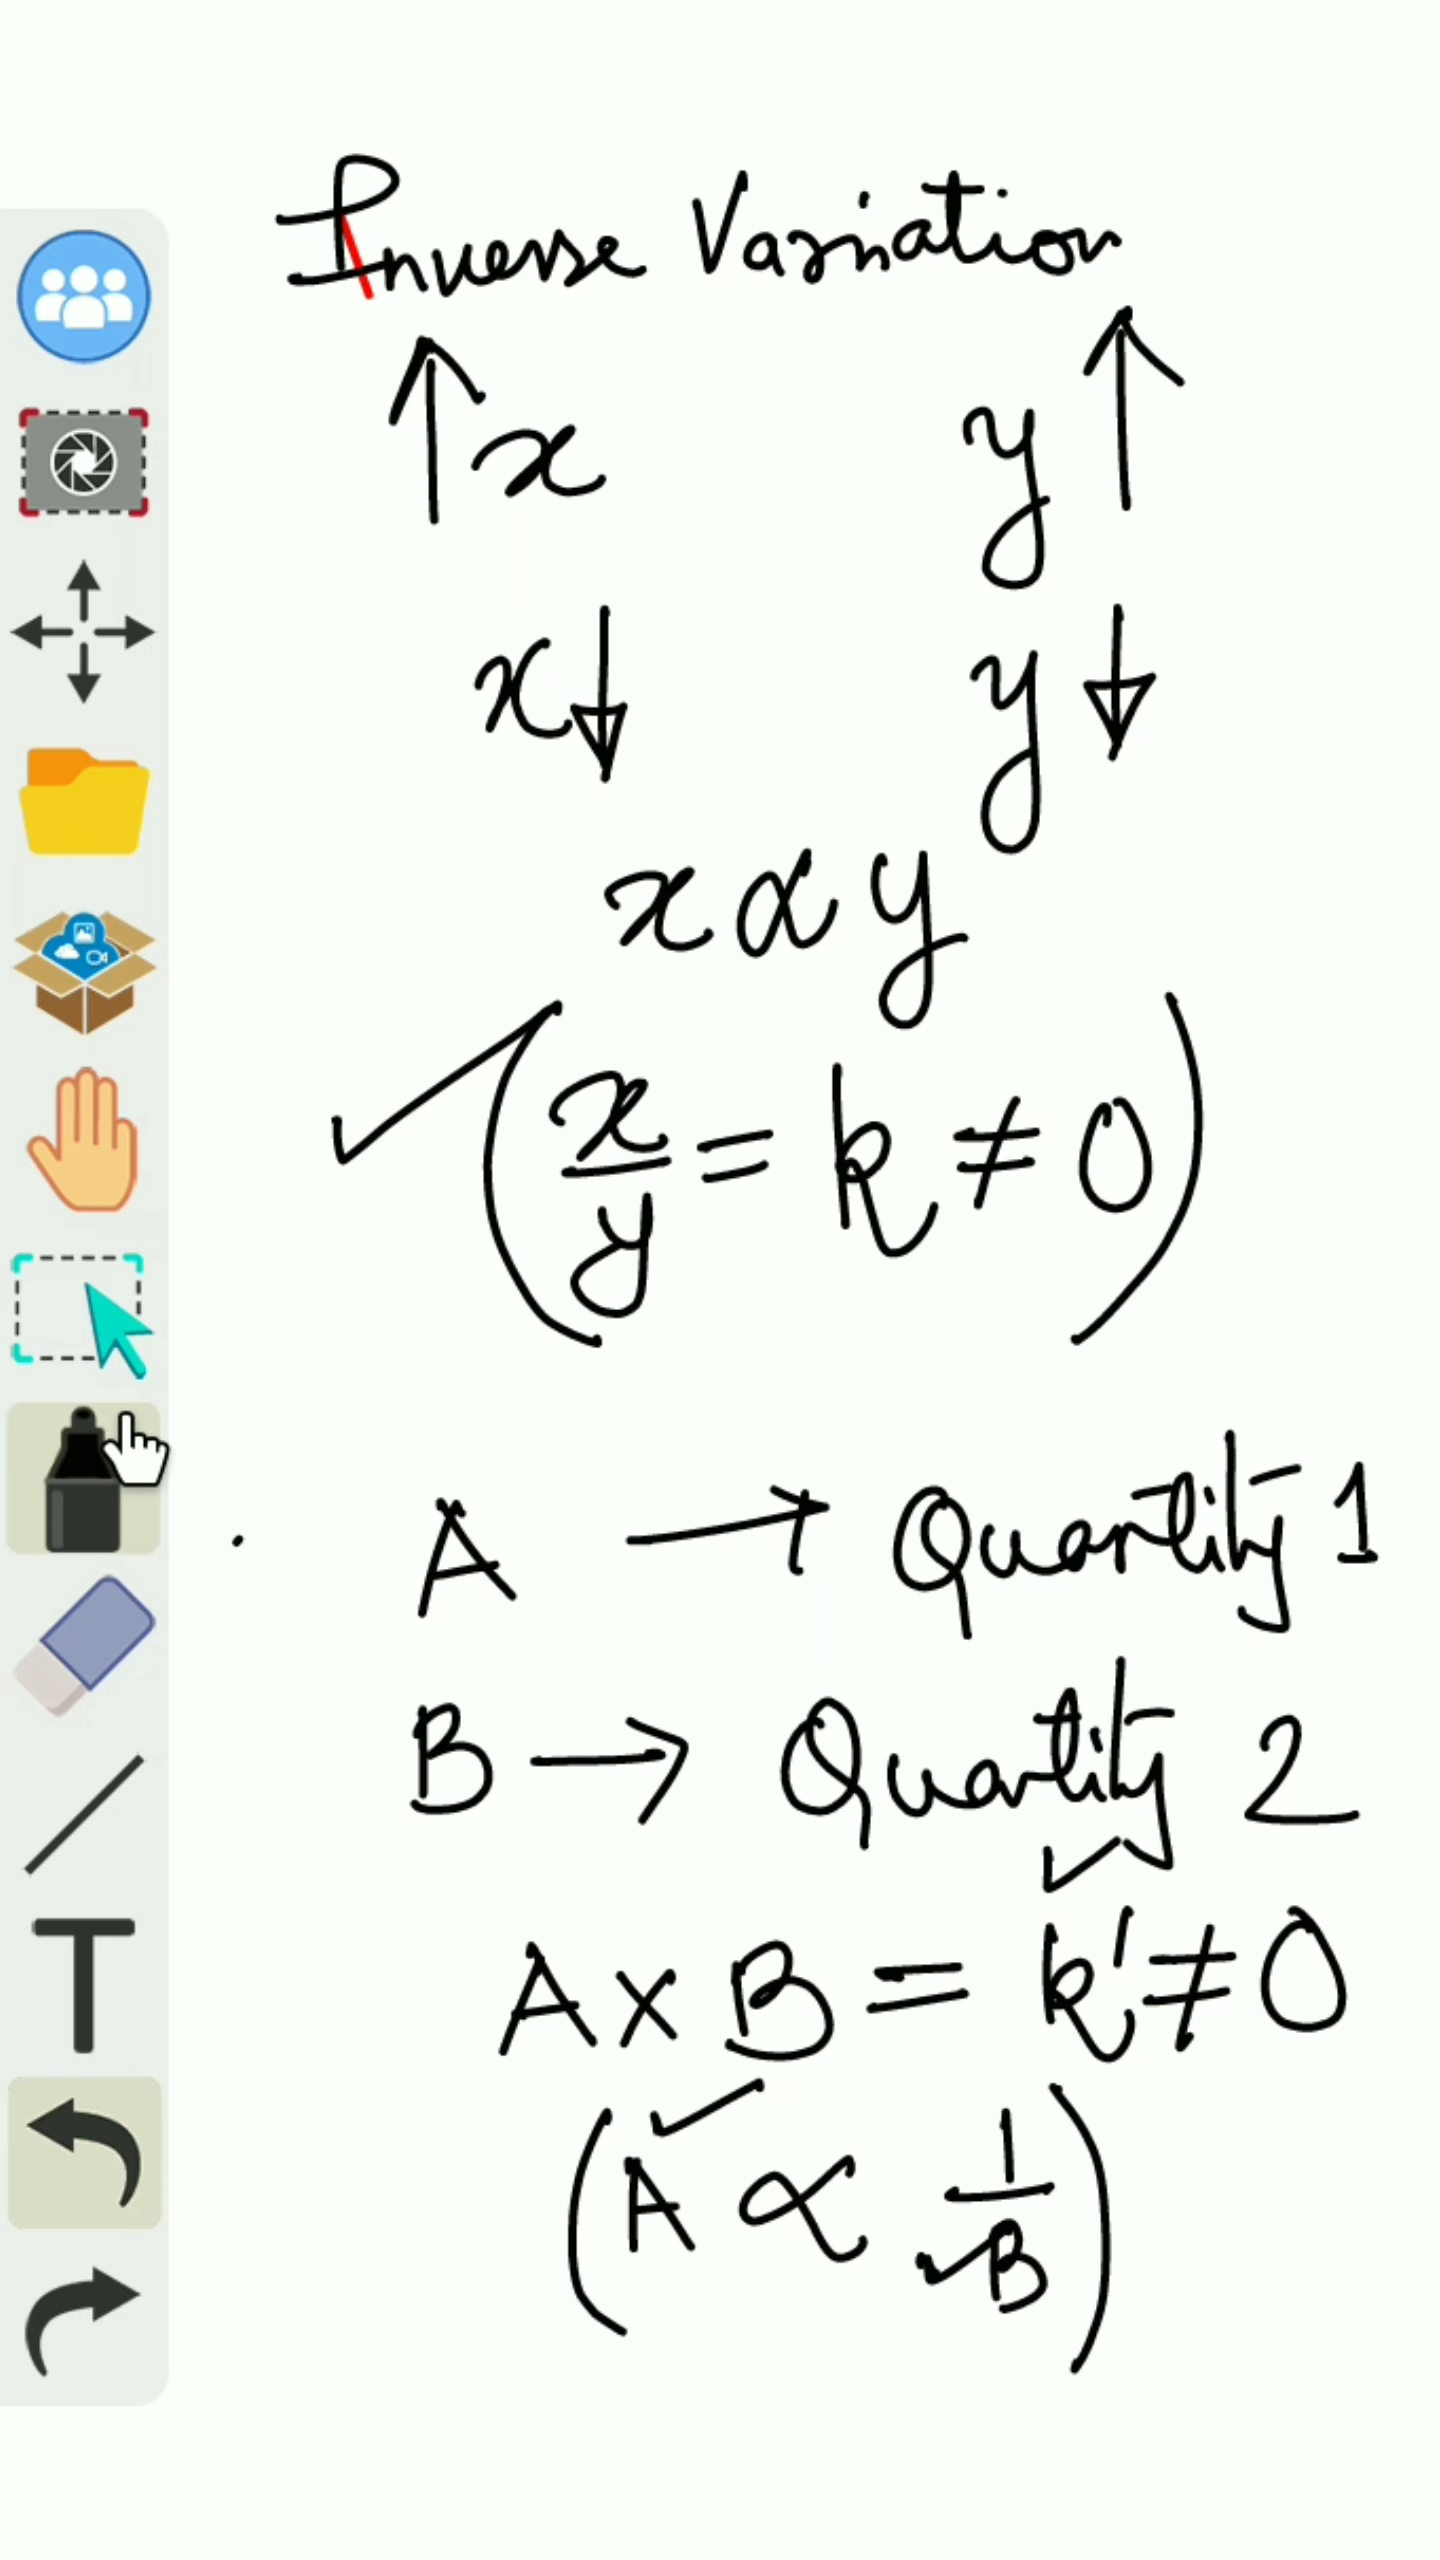 Inverse Variation
↑x y↑
x↓ y↓
x α y
(x/y = k ≠ 0)
A → Quantity 1
B → Quantity 2
A x B = k' ≠ 0
(A ∝ 1/B)
T